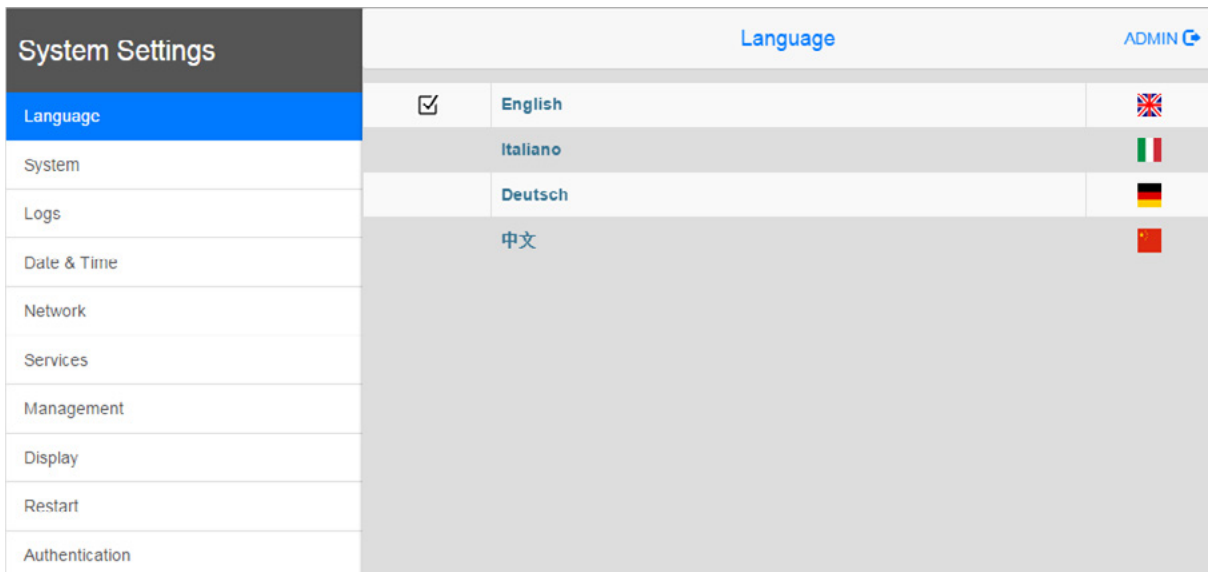 System Settings
Language
ADMIN
Language
System
Logs
Date & Time
Network
Services
Management
Display
Restart
Authentication
English
Italiano
Deutsch
中文